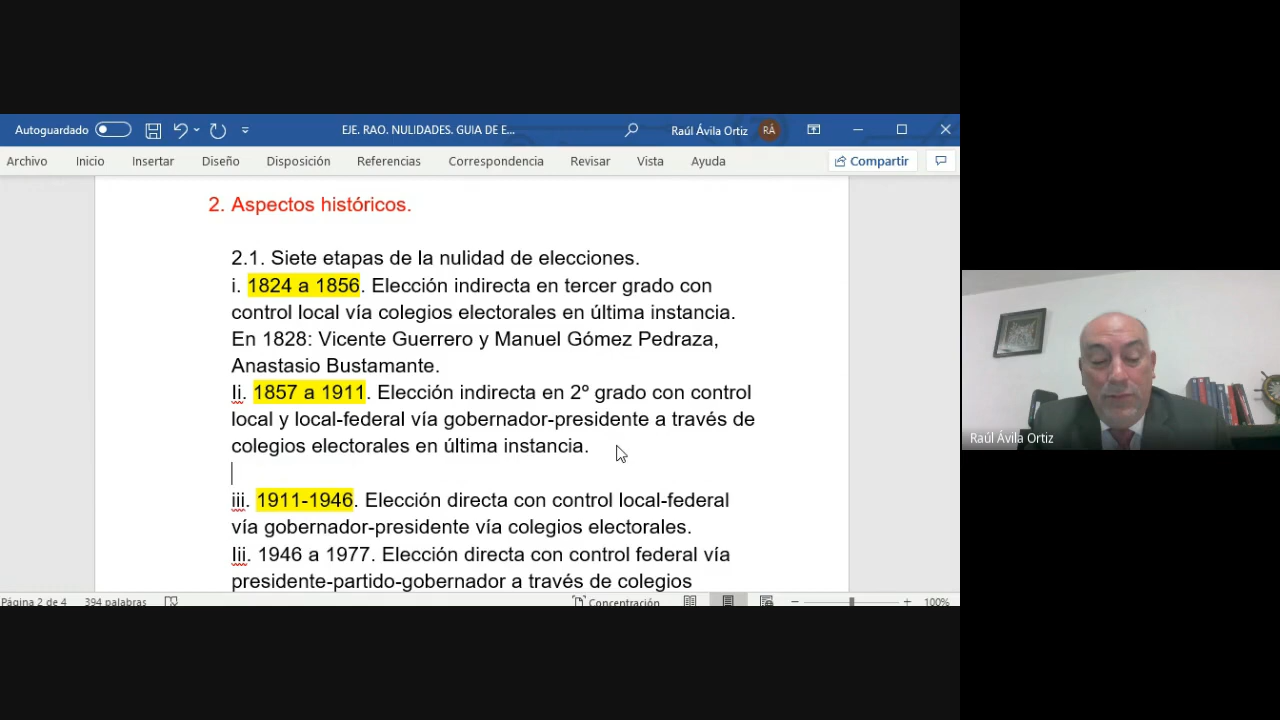 Autoguardado
EJE. RAO. NULIDADES. GUIA DE E...
Raúl Ávila Ortiz
RÁ
Archivo Inicio Insertar Diseño Disposición Referencias Correspondencia Revisar Vista Ayuda Compartir
2. Aspectos históricos.
2.1. Siete etapas de la nulidad de elecciones.
i. 1824 a 1856. Elección indirecta en tercer grado con
control local vía colegios electorales en última instancia.
En 1828: Vicente Guerrero y Manuel Gómez Pedraza,
Anastasio Bustamante.
Ii. 1857 a 1911. Elección indirecta en 2º grado con control
local y local-federal vía gobernador-presidente a través de
colegios electorales en última instancia.
iii. 1911-1946. Elección directa con control local-federal
vía gobernador-presidente vía colegios electorales.
Iii. 1946 a 1977. Elección directa con control federal vía
presidente-partido-gobernador a través de colegios
Página 2 de 4 394 palabras Concentración 100%
Raúl Ávila Ortiz